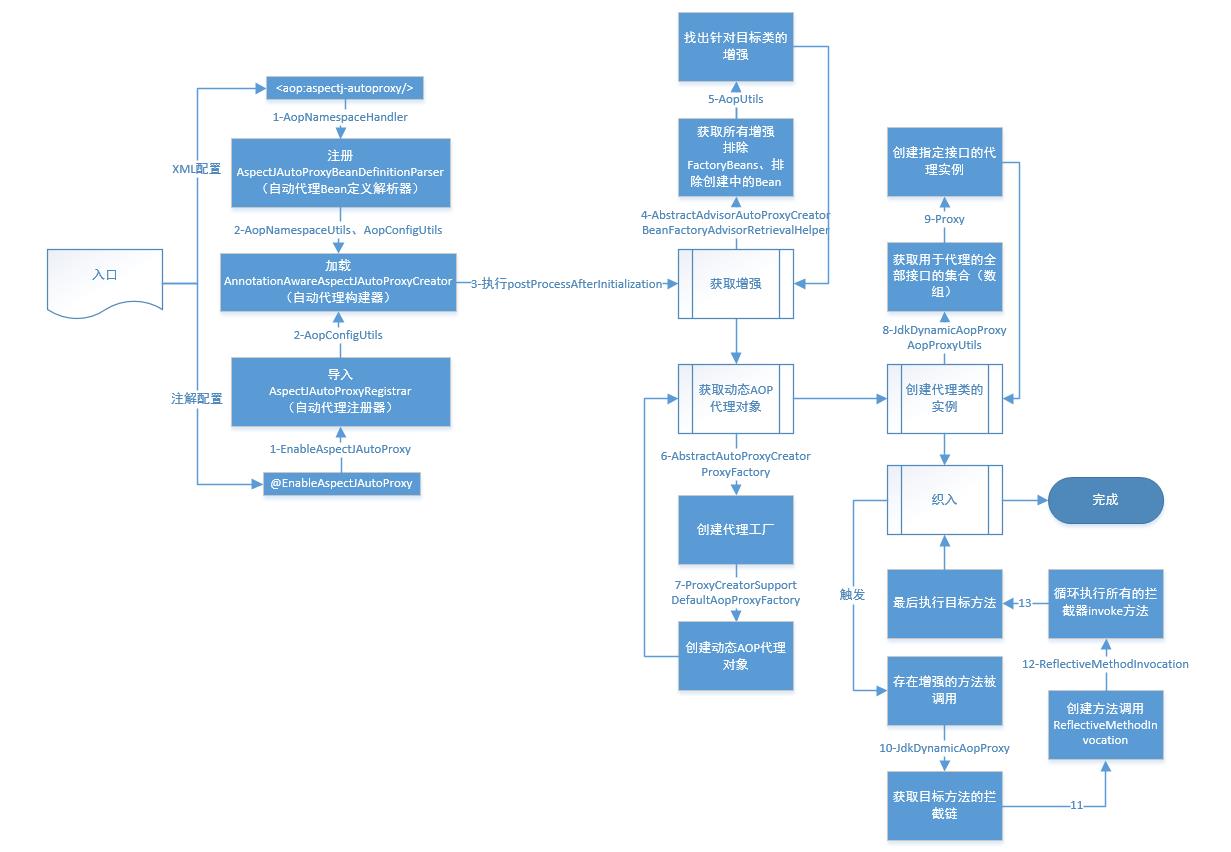 入口
XML配置
注解配置
<aop:aspectj-autoproxy/>
1-AopNamespaceHandler
注册
AspectJAutoProxyBeanDefinitionParser
（自动代理Bean定义解析器）
2-AopNamespaceUtils、AopConfigUtils
加载
AnnotationAwareAspectJAutoProxyCreator
（自动代理构建器）
2-AopConfigUtils
导入
AspectJAutoProxyRegistrar
（自动代理注册器）
1-EnableAspectJAutoProxy
@EnableAspectJAutoProxy
3-执行postProcessAfterInitialization
找出针对目标类的
增强
5-AopUtils
获取所有增强
排除
FactoryBeans、排
除创建中的Bean
4-AbstractAdvisorAutoProxyCreator
BeanFactoryAdvisorRetrievalHelper
获取增强
获取动态AOP
代理对象
6-AbstractAutoProxyCreator
ProxyFactory
创建代理工厂
7-ProxyCreatorSupport
DefaultAopProxyFactory
创建动态AOP代理
对象
创建指定接口的代
理实例
9-Proxy
获取用于代理的全
部接口的集合（数
组）
8-JdkDynamicAopProxy
AopProxyUtils
创建代理类的
实例
织入
完成
触发
最后执行目标方法
13
循环执行所有的拦
截器invoke方法
12-ReflectiveMethodInvocation
存在增强的方法被
调用
创建方法调用
ReflectiveMethodIn
vocation
10-JdkDynamicAopProxy
获取目标方法的拦
截链
11